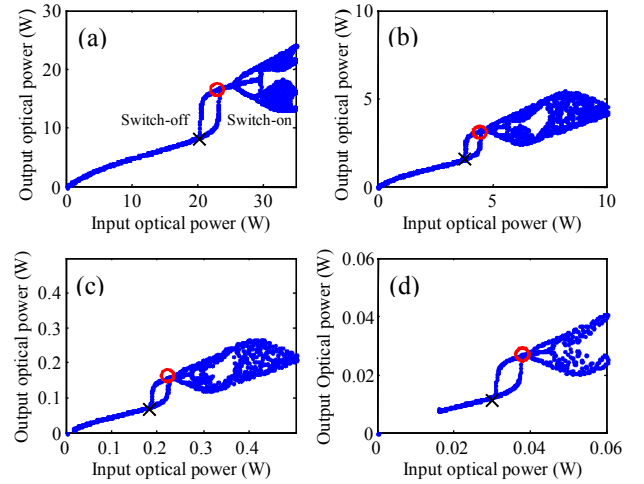 (a)
Output optical power (W)
30
20
10
0
Switch-off
Switch-on
0 10 20 30
Input optical power (W)
(b)
Output optical power (W)
10
5
0
0 5 10
Input optical power (W)
(c)
Output optical power (W)
0.4
0.3
0.2
0.1
0
0 0.1 0.2 0.3 0.4
Input optical power (W)
(d)
Output Optical power (W)
0.06
0.04
0.02
0
0 0.02 0.04 0.06
Input optical power (W)